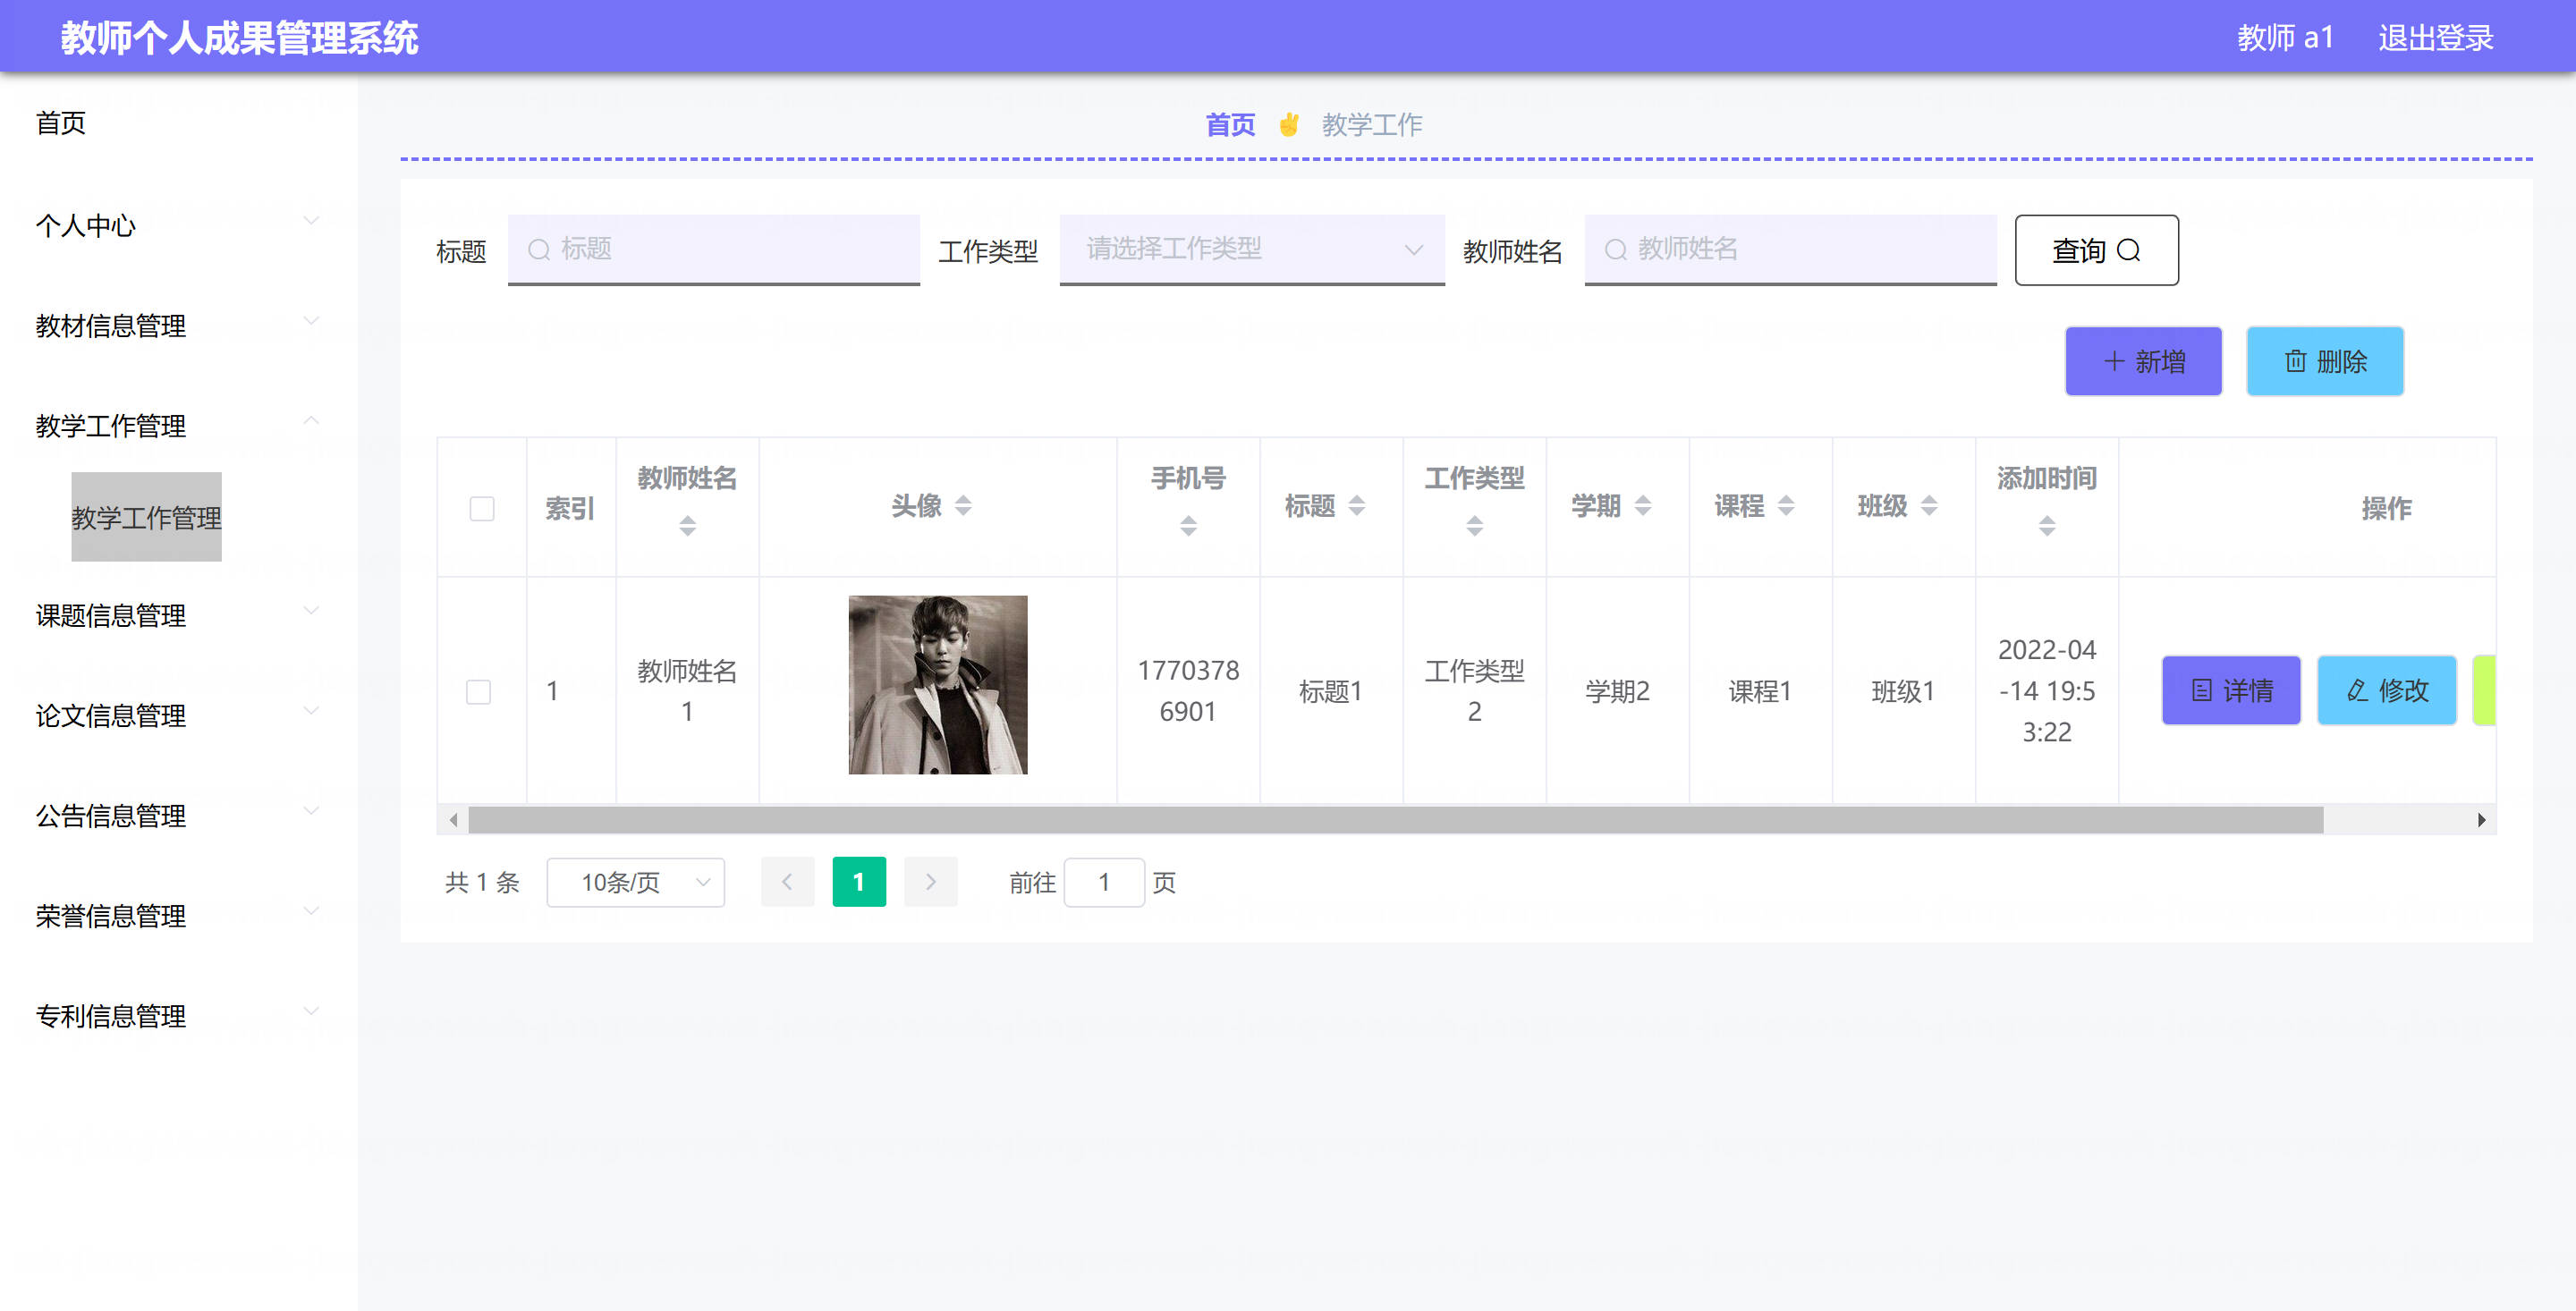 教师个人成果管理系统
教师 a1
退出登录
首页
个人中心
教材信息管理
教学工作管理
教学工作管理
课题信息管理
论文信息管理
公告信息管理
荣誉信息管理
专利信息管理
首页 ✌ 教学工作
标题 标题 工作类型 请选择工作类型 教师姓名 教师姓名 查询
新增 删除
索引 教师姓名 头像 手机号 标题 工作类型 学期 课程 班级 添加时间 操作
1
教师姓名
1
1770378
6901
标题1
工作类型
2
学期2
课程1
班级1
2022-04
-14 19:5
3:22
详情
修改
共 1 条 10条/页 1 前往 1 页